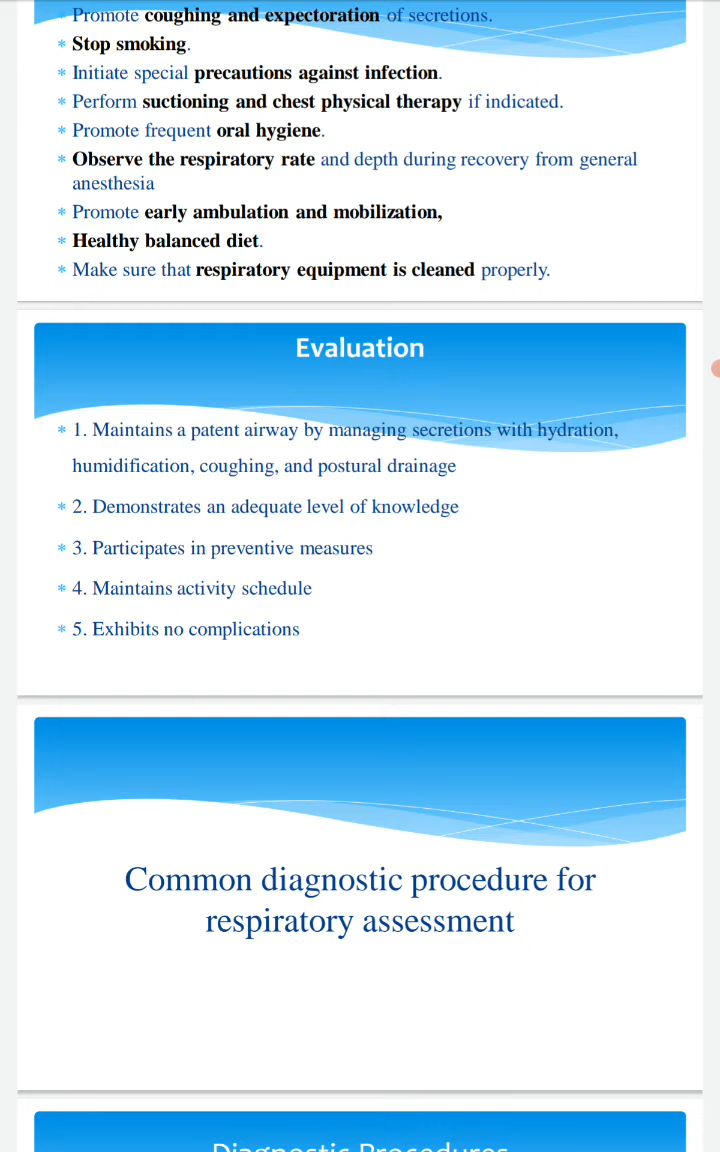 * Promote coughing and expectoration of secretions.
* Stop smoking.
* Initiate special precautions against infection.
* Perform suctioning and chest physical therapy if indicated.
* Promote frequent oral hygiene.
* Observe the respiratory rate and depth during recovery from general
anesthesia
* Promote early ambulation and mobilization,
* Healthy balanced diet.
* Make sure that respiratory equipment is cleaned properly.
Evaluation
* 1. Maintains a patent airway by managing secretions with hydration,
humidification, coughing, and postural drainage
* 2. Demonstrates an adequate level of knowledge
* 3. Participates in preventive measures
* 4. Maintains activity schedule
* 5. Exhibits no complications
Common diagnostic procedure for
respiratory assessment
Diagnostic Procedures